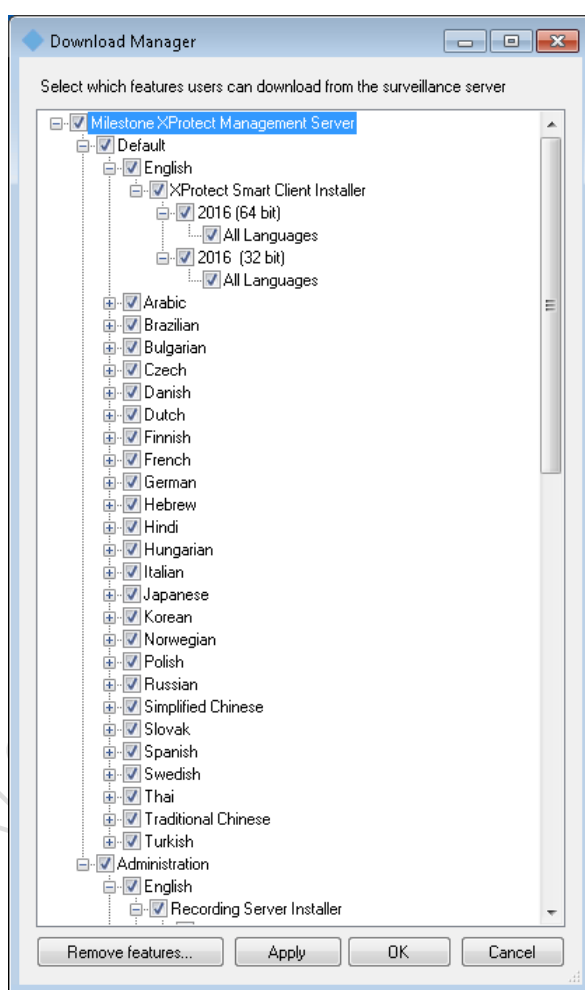 Download Manager
Select which features users can download from the surveillance server
Milestone XProtect Management Server
Default
English
XProtect Smart Client Installer
2016 (64 bit)
All Languages
2016 (32 bit)
All Languages
Arabic
Brazilian
Bulgarian
Czech
Danish
Dutch
Finnish
French
German
Hebrew
Hindi
Hungarian
Italian
Japanese
Korean
Norwegian
Polish
Russian
Simplified Chinese
Slovak
Spanish
Swedish
Thai
Traditional Chinese
Turkish
Administration
English
Recording Server Installer
Remove features... Apply OK Cancel